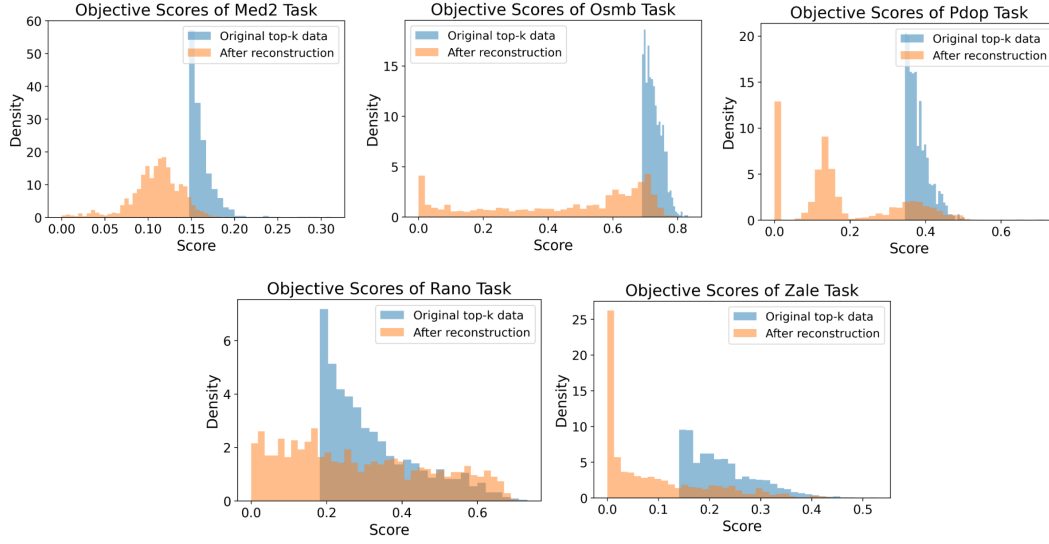 Objective Scores of Med2 Task
Original top-k data
After reconstruction
Density
60
50
40
30
20
10
0
0.00 0.05 0.10 0.15 0.20 0.25 0.30
Score
Objective Scores of Osmb Task
Original top-k data
After reconstruction
Density
15
10
5
0
0.0 0.2 0.4 0.6 0.8
Score
Objective Scores of Pdop Task
Original top-k data
After reconstruction
Density
20
15
10
5
0
0.0 0.2 0.4 0.6
Score
Objective Scores of Rano Task
Original top-k data
After reconstruction
Density
6
4
2
0
0.0 0.2 0.4 0.6
Score
Objective Scores of Zale Task
Original top-k data
After reconstruction
Density
25
20
15
10
5
0
0.0 0.1 0.2 0.3 0.4 0.5
Score